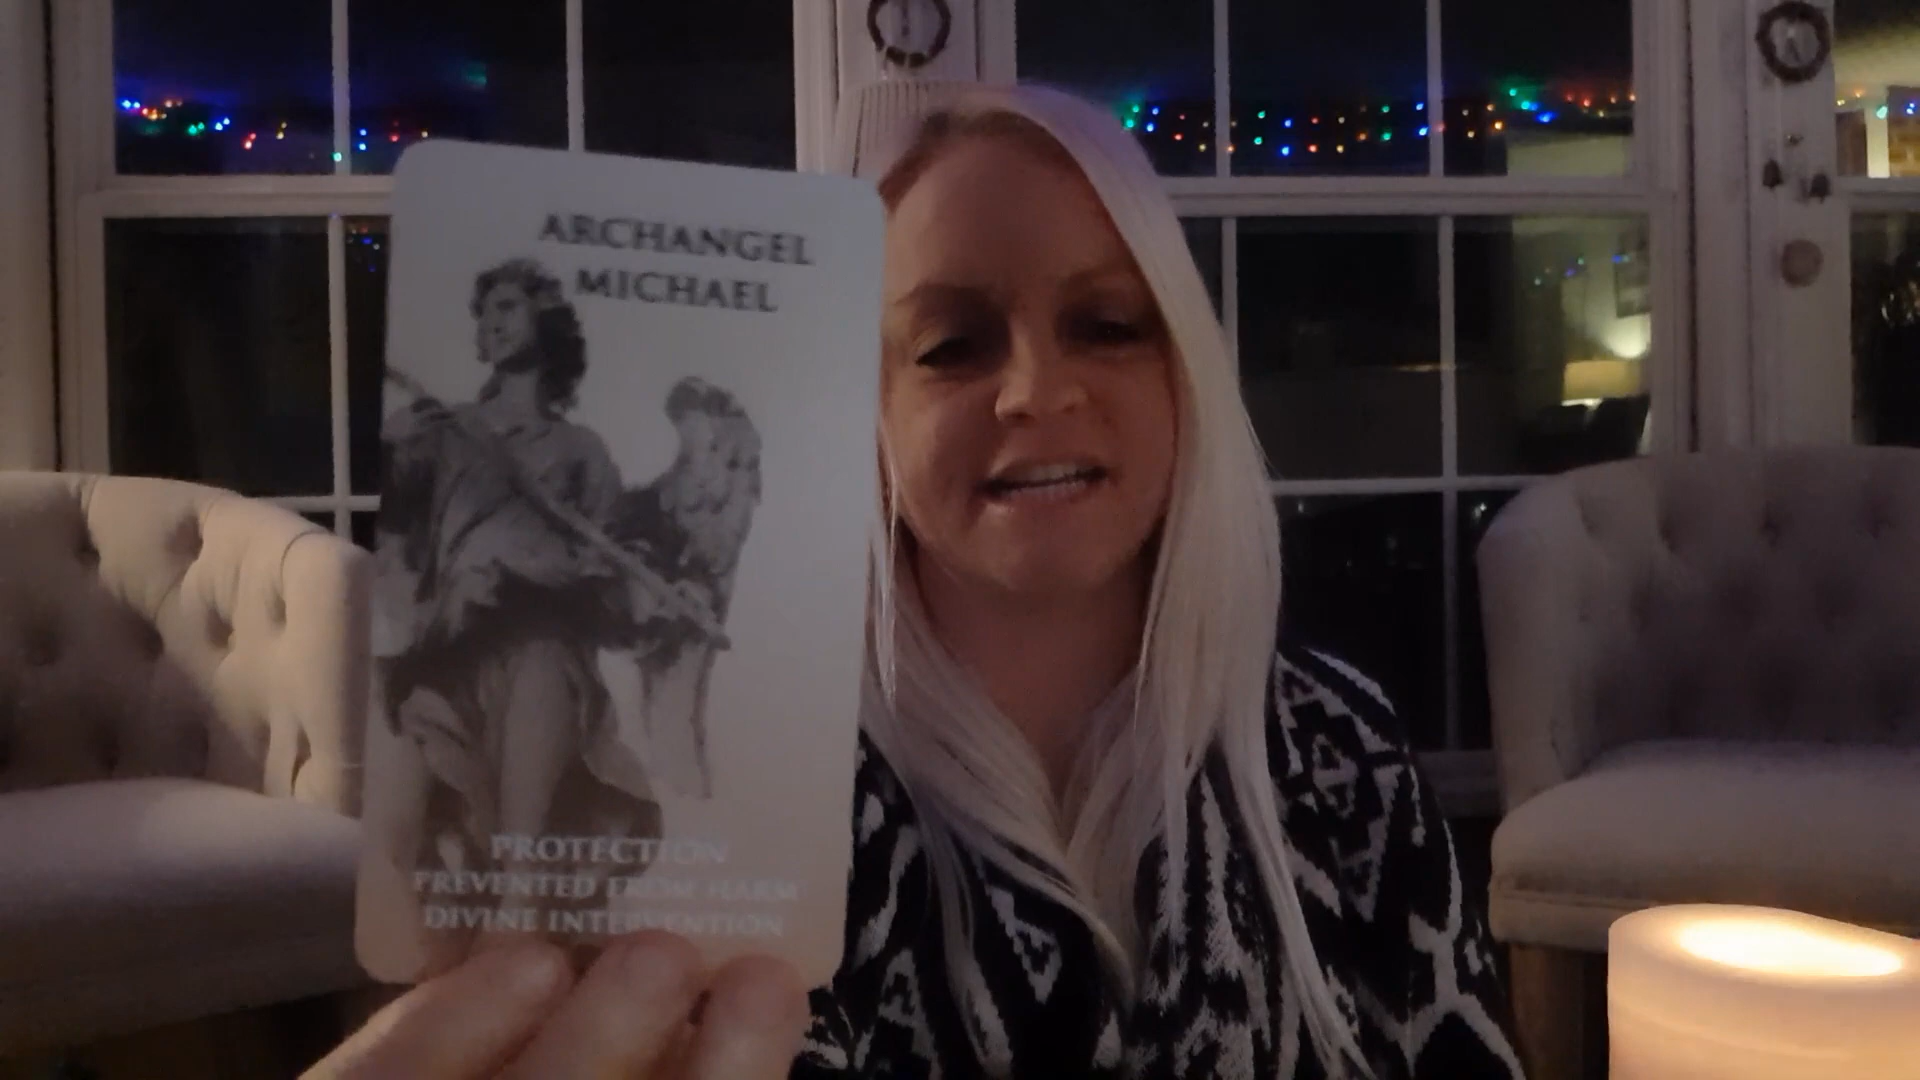 ARCHANGEL
MICHAEL
PROTECTION
PREVENTED FROM HARM
DIVINE INTERVENTION